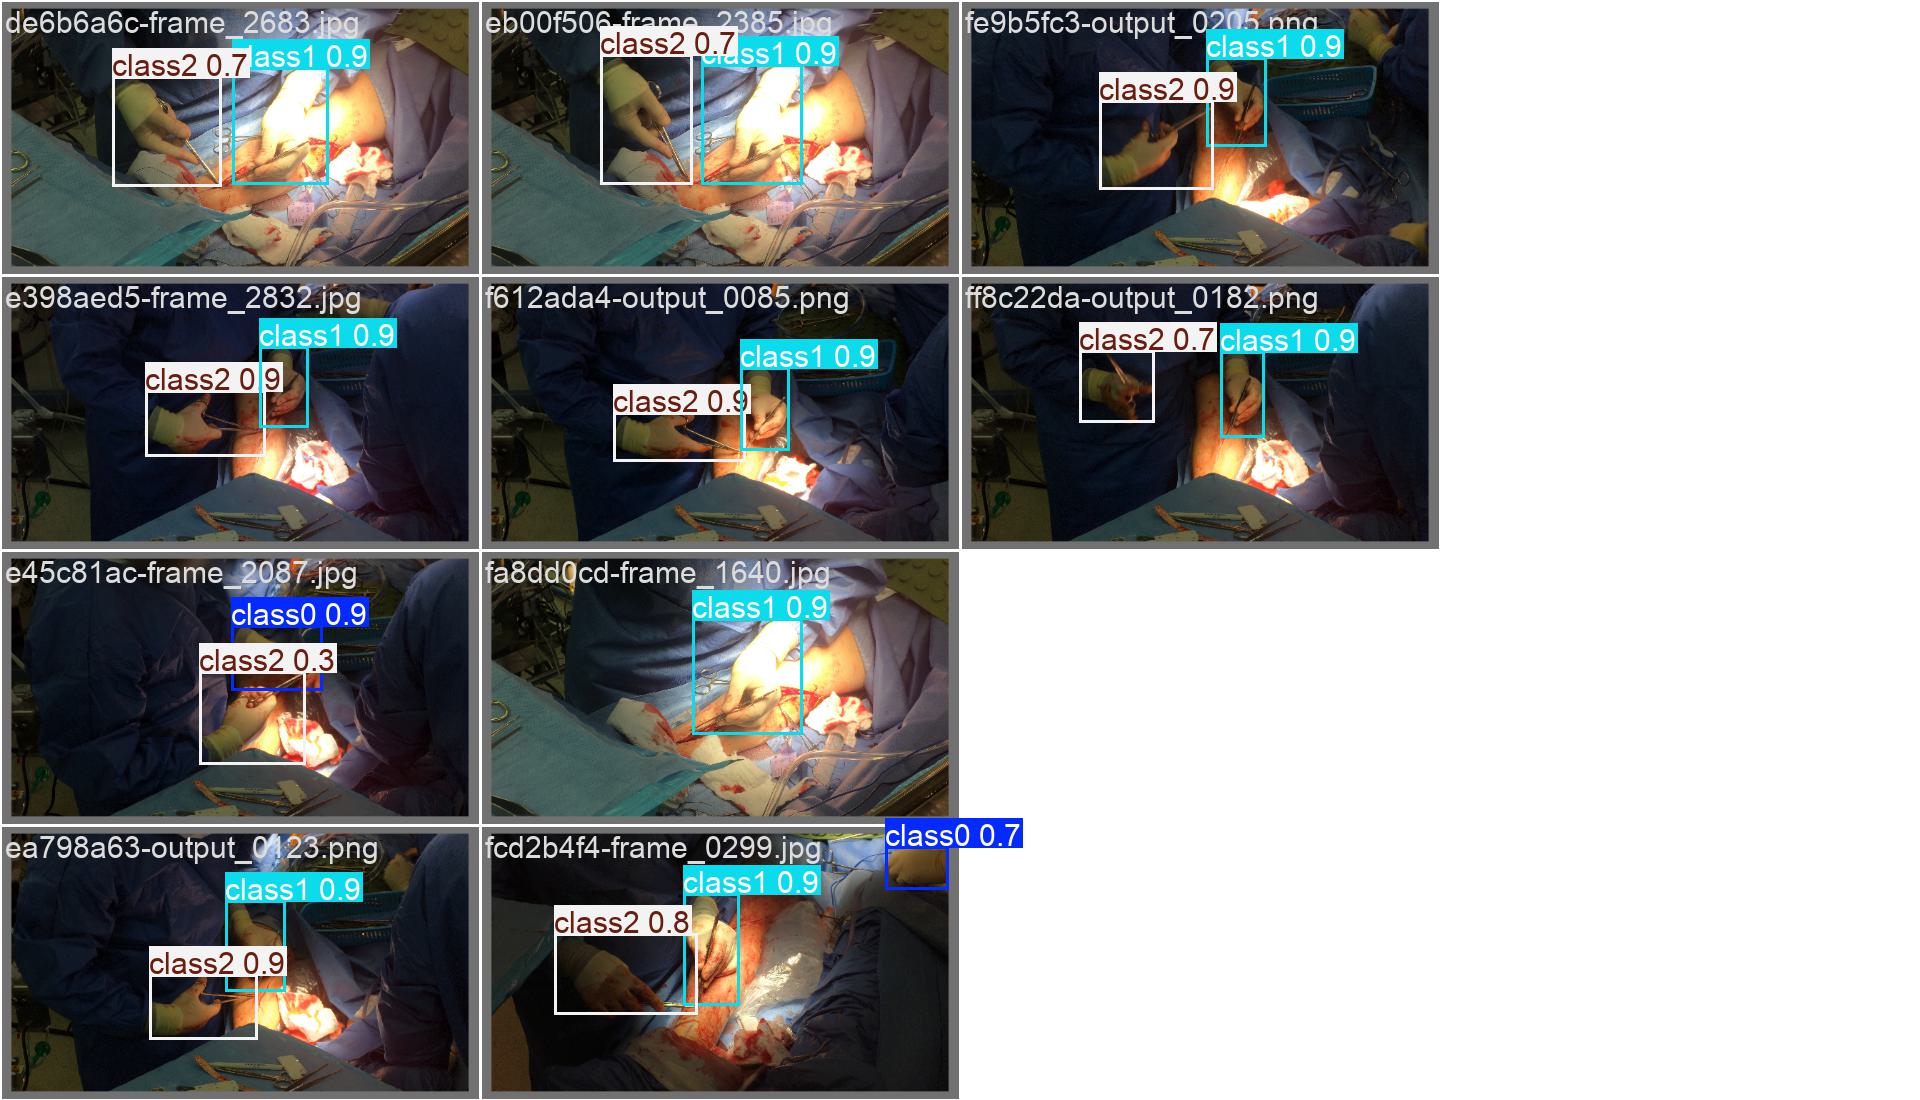 de6b6a6c-frame_2683.jpg
class2 0.7
class1 0.9
eb00f506-frame_2385.jpg
class2 0.7
class1 0.9
fe9b5fc3-output_0205.png
class1 0.9
class2 0.9
e398aed5-frame_2832.jpg
class1 0.9
class2 0.9
f612ada4-output_0085.png
class1 0.9
class2 0.9
ff8c22da-output_0182.png
class2 0.7
class1 0.9
e45c81ac-frame_2087.jpg
class0 0.9
class2 0.3
fa8dd0cd-frame_1640.jpg
class1 0.9
ea798a63-output_0123.png
class1 0.9
class2 0.9
fcd2b4f4-frame_0299.jpg
class0 0.7
class1 0.9
class2 0.8